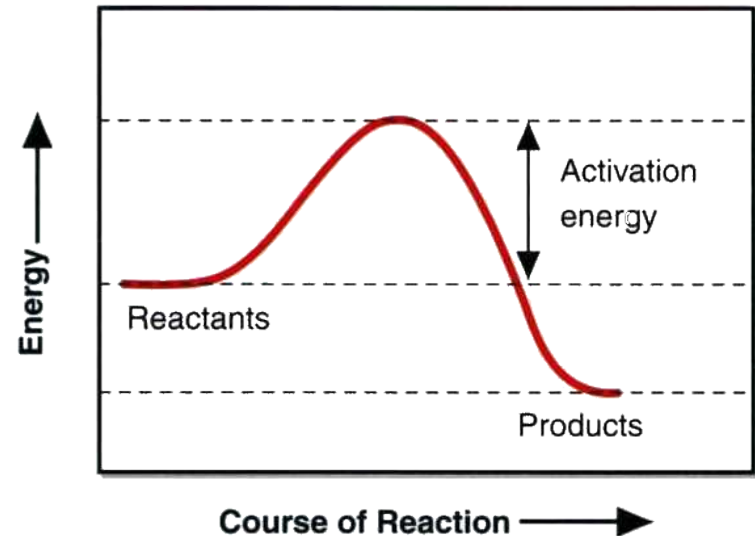 Energy
Activation
energy
Reactants
Products
Course of Reaction